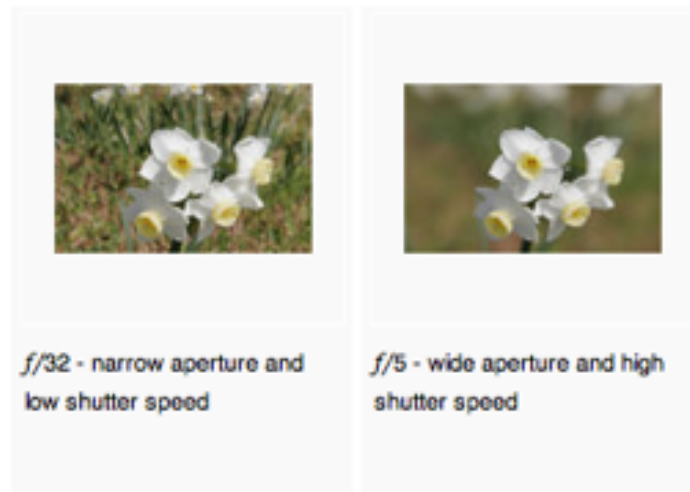 f/32 - narrow aperture and
low shutter speed
f/5 - wide aperture and high
shutter speed